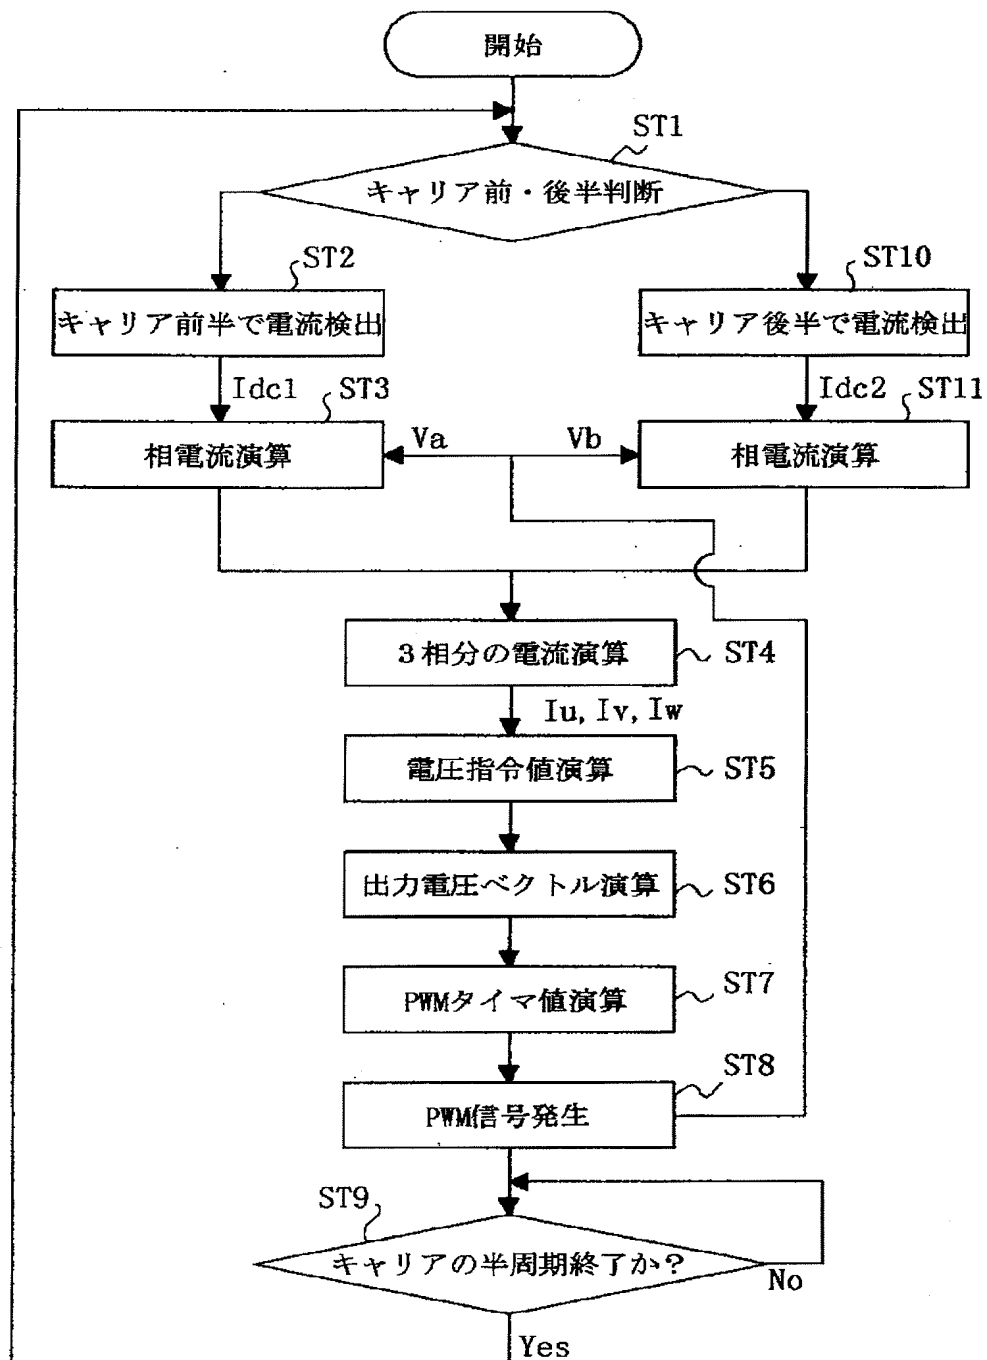 開始
ST1
キャリア前・後半判断
ST2
ST10
キャリア前半で電流検出
キャリア後半で電流検出
Idc1
ST3
Idc2
ST11
相電流演算
Va
Vb
相電流演算
3相分の電流演算
ST4
Iu, Iv, Iw
電圧指令値演算
ST5
出力電圧ベクトル演算
ST6
PWMタイマ値演算
ST7
PWM信号発生
ST8
ST9
キャリアの半周期終了か?
No
Yes